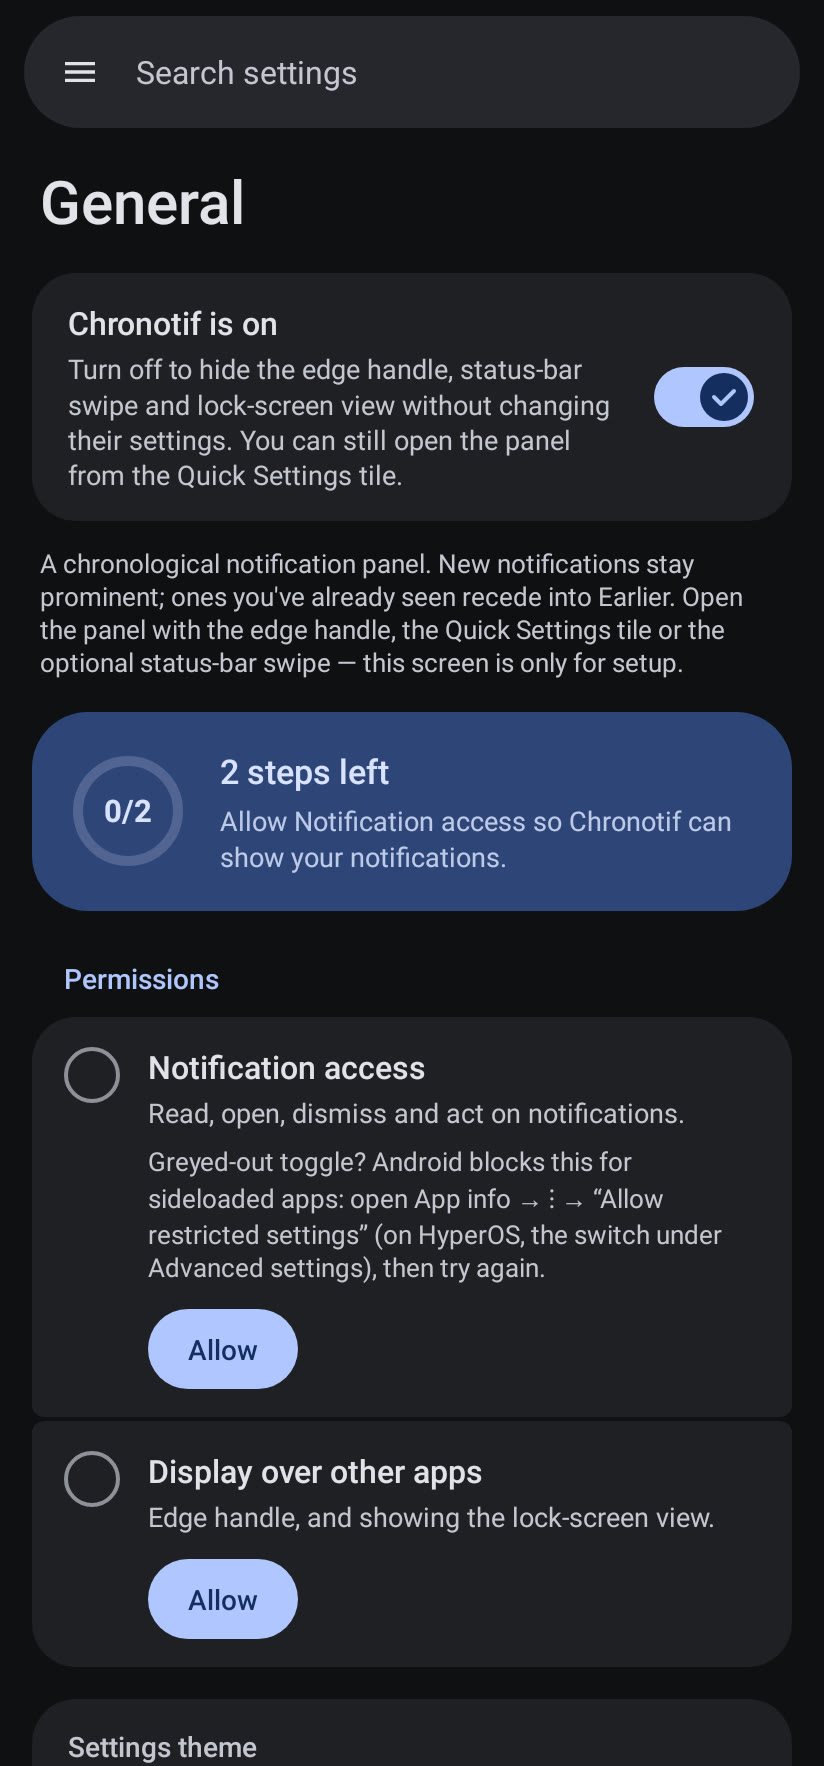 Search settings
General
Chronotif is on
Turn off to hide the edge handle, status-bar
swipe and lock-screen view without changing
their settings. You can still open the panel
from the Quick Settings tile.
A chronological notification panel. New notifications stay
prominent; ones you've already seen recede into Earlier. Open
the panel with the edge handle, the Quick Settings tile or the
optional status-bar swipe — this screen is only for setup.
0/2
2 steps left
Allow Notification access so Chronotif can
show your notifications.
Permissions
Notification access
Read, open, dismiss and act on notifications.
Greyed-out toggle? Android blocks this for
sideloaded apps: open App info → ⋮ → “Allow
restricted settings” (on HyperOS, the switch under
Advanced settings), then try again.
Allow
Display over other apps
Edge handle, and showing the lock-screen view.
Allow
Settings theme